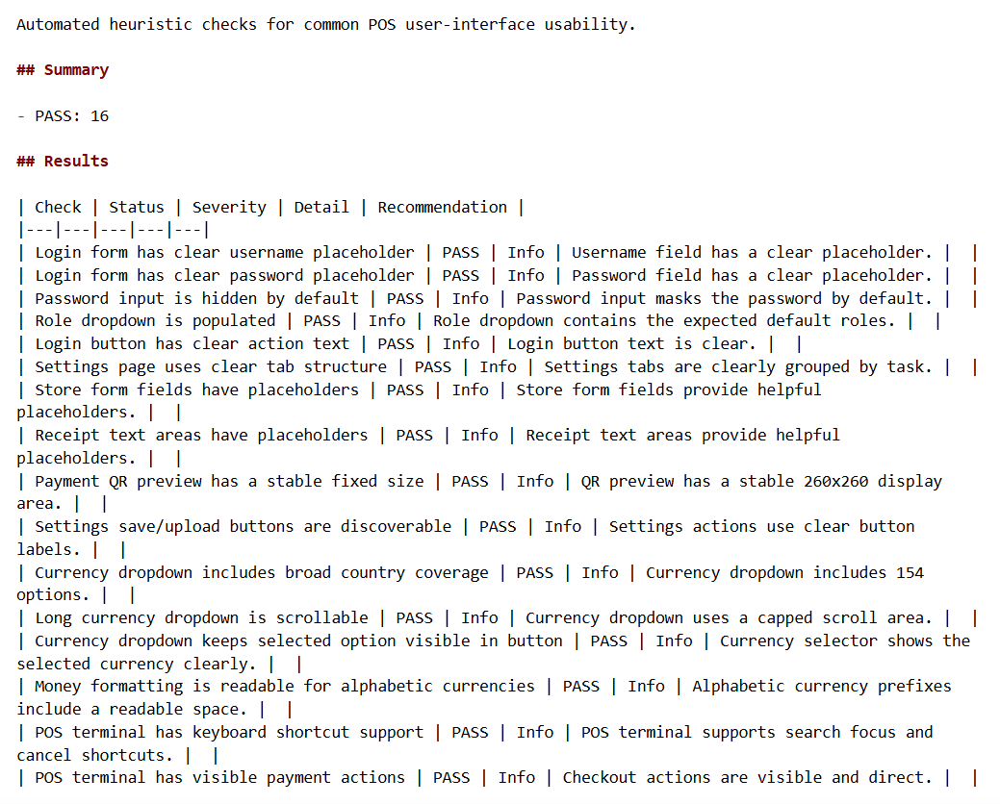 Automated heuristic checks for common POS user-interface usability.
## Summary
- PASS: 16
## Results
| Check | Status | Severity | Detail | Recommendation |
|---|---|---|---|---|
| Login form has clear username placeholder | PASS | Info | Username field has a clear placeholder. |  |
| Login form has clear password placeholder | PASS | Info | Password field has a clear placeholder. |  |
| Password input is hidden by default | PASS | Info | Password input masks the password by default. |  |
| Role dropdown is populated | PASS | Info | Role dropdown contains the expected default roles. |  |
| Login button has clear action text | PASS | Info | Login button text is clear. |  |
| Settings page uses clear tab structure | PASS | Info | Settings tabs are clearly grouped by task. |  |
| Store form fields have placeholders | PASS | Info | Store form fields provide helpful
placeholders. |  |
| Receipt text areas have placeholders | PASS | Info | Receipt text areas provide helpful
placeholders. |  |
| Payment QR preview has a stable fixed size | PASS | Info | QR preview has a stable 260x260 display
area. |  |
| Settings save/upload buttons are discoverable | PASS | Info | Settings actions use clear button
labels. |  |
| Currency dropdown includes broad country coverage | PASS | Info | Currency dropdown includes 154
options. |  |
| Long currency dropdown is scrollable | PASS | Info | Currency dropdown uses a capped scroll area. |  |
| Currency dropdown keeps selected option visible in button | PASS | Info | Currency selector shows the
selected currency clearly. |  |
| Money formatting is readable for alphabetic currencies | PASS | Info | Alphabetic currency prefixes
include a readable space. |  |
| POS terminal has keyboard shortcut support | PASS | Info | POS terminal supports search focus and
cancel shortcuts. |  |
| POS terminal has visible payment actions | PASS | Info | Checkout actions are visible and direct. |  |